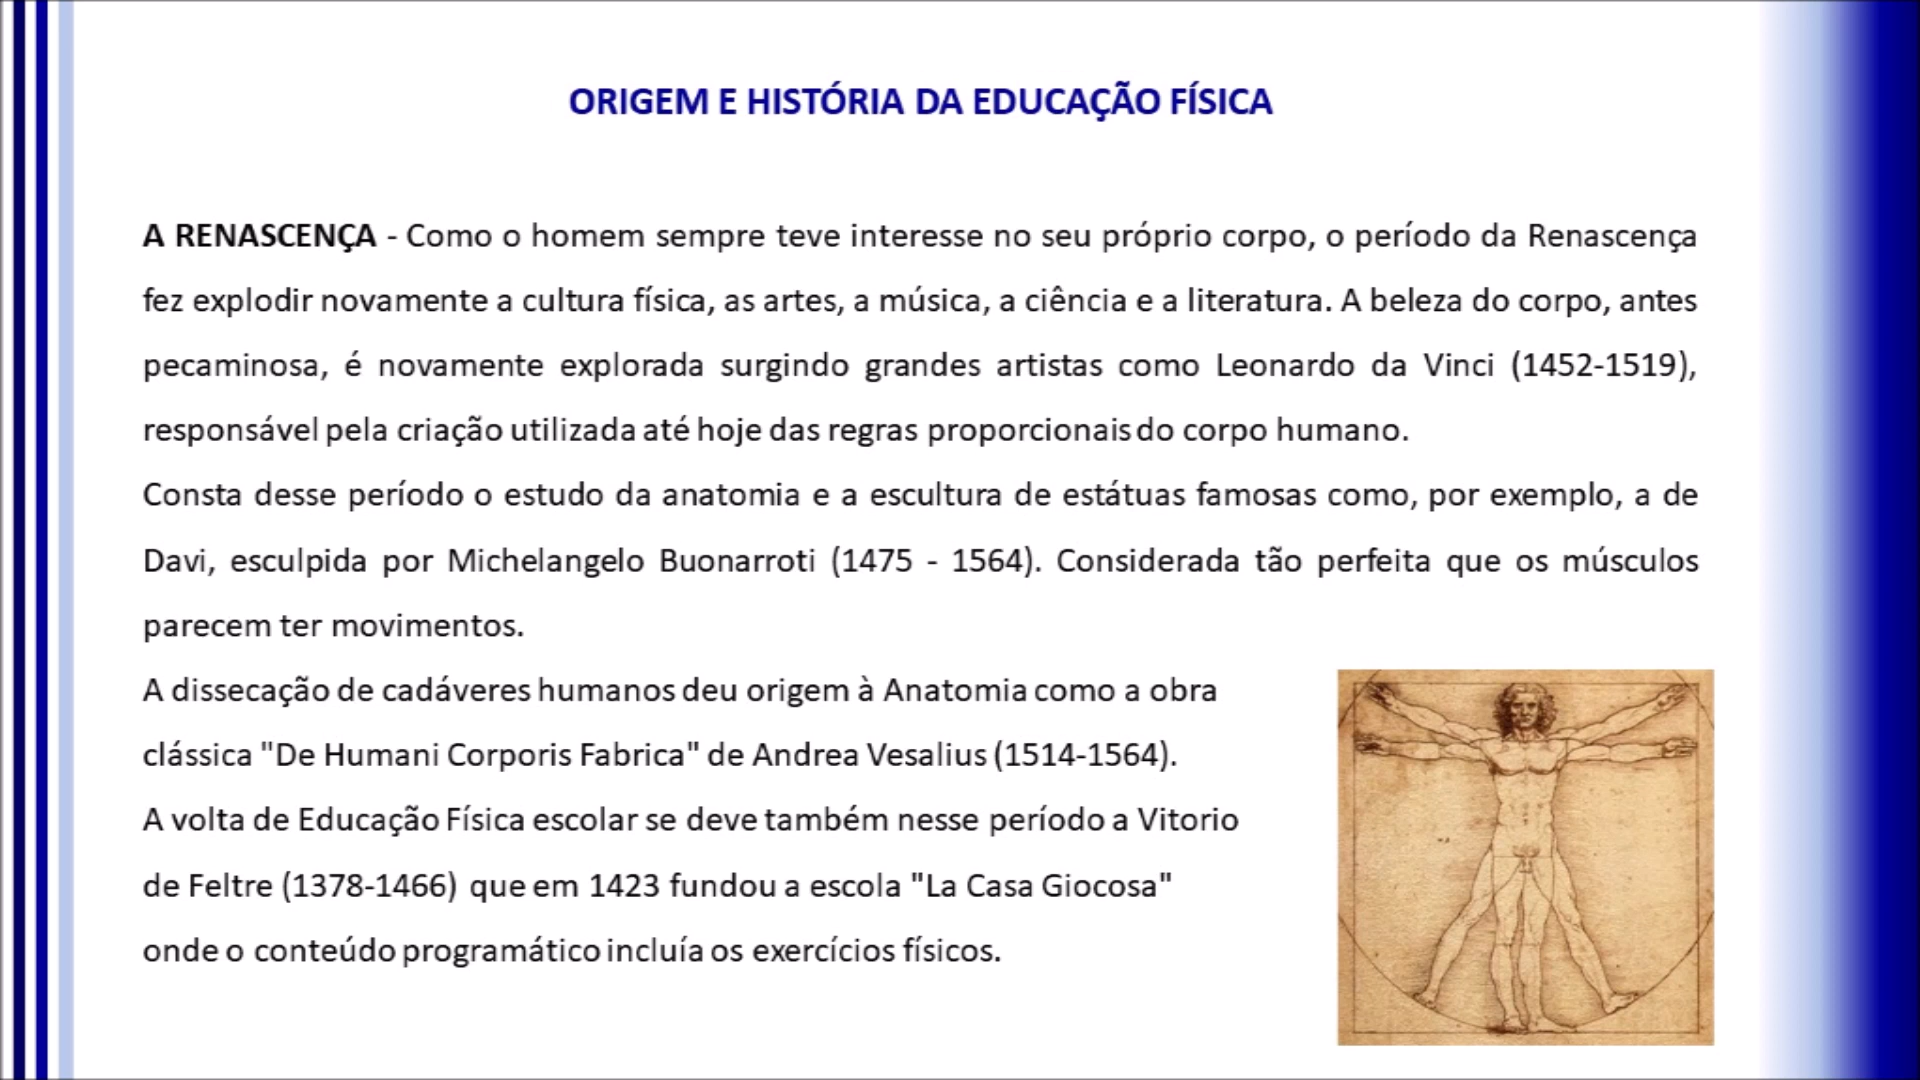 ORIGEM E HISTÓRIA DA EDUCAÇÃO FÍSICA
A RENASCENÇA - Como o homem sempre teve interesse no seu próprio corpo, o período da Renascença
fez explodir novamente a cultura física, as artes, a música, a ciência e a literatura. A beleza do corpo, antes
pecaminosa, é novamente explorada surgindo grandes artistas como Leonardo da Vinci (1452-1519),
responsável pela criação utilizada até hoje das regras proporcionais do corpo humano.
Consta desse período o estudo da anatomia e a escultura de estátuas famosas como, por exemplo, a de
Davi, esculpida por Michelangelo Buonarroti (1475 - 1564). Considerada tão perfeita que os músculos
parecem ter movimentos.
A dissecação de cadáveres humanos deu origem à Anatomia como a obra
clássica "De Humani Corporis Fabrica" de Andrea Vesalius (1514-1564).
A volta de Educação Física escolar se deve também nesse período a Vitorio
de Feltre (1378-1466) que em 1423 fundou a escola "La Casa Giocosa"
onde o conteúdo programático incluía os exercícios físicos.